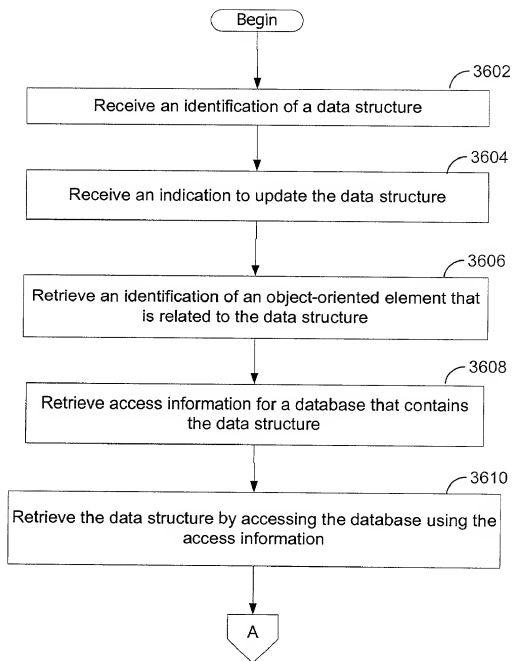 Begin
3602
Receive an identification of a data structure
3604
Receive an indication to update the data structure
3606
Retrieve an identification of an object-oriented element that
is related to the data structure
3608
Retrieve access information for a database that contains
the data structure
3610
Retrieve the data structure by accessing the database using the
access information
A